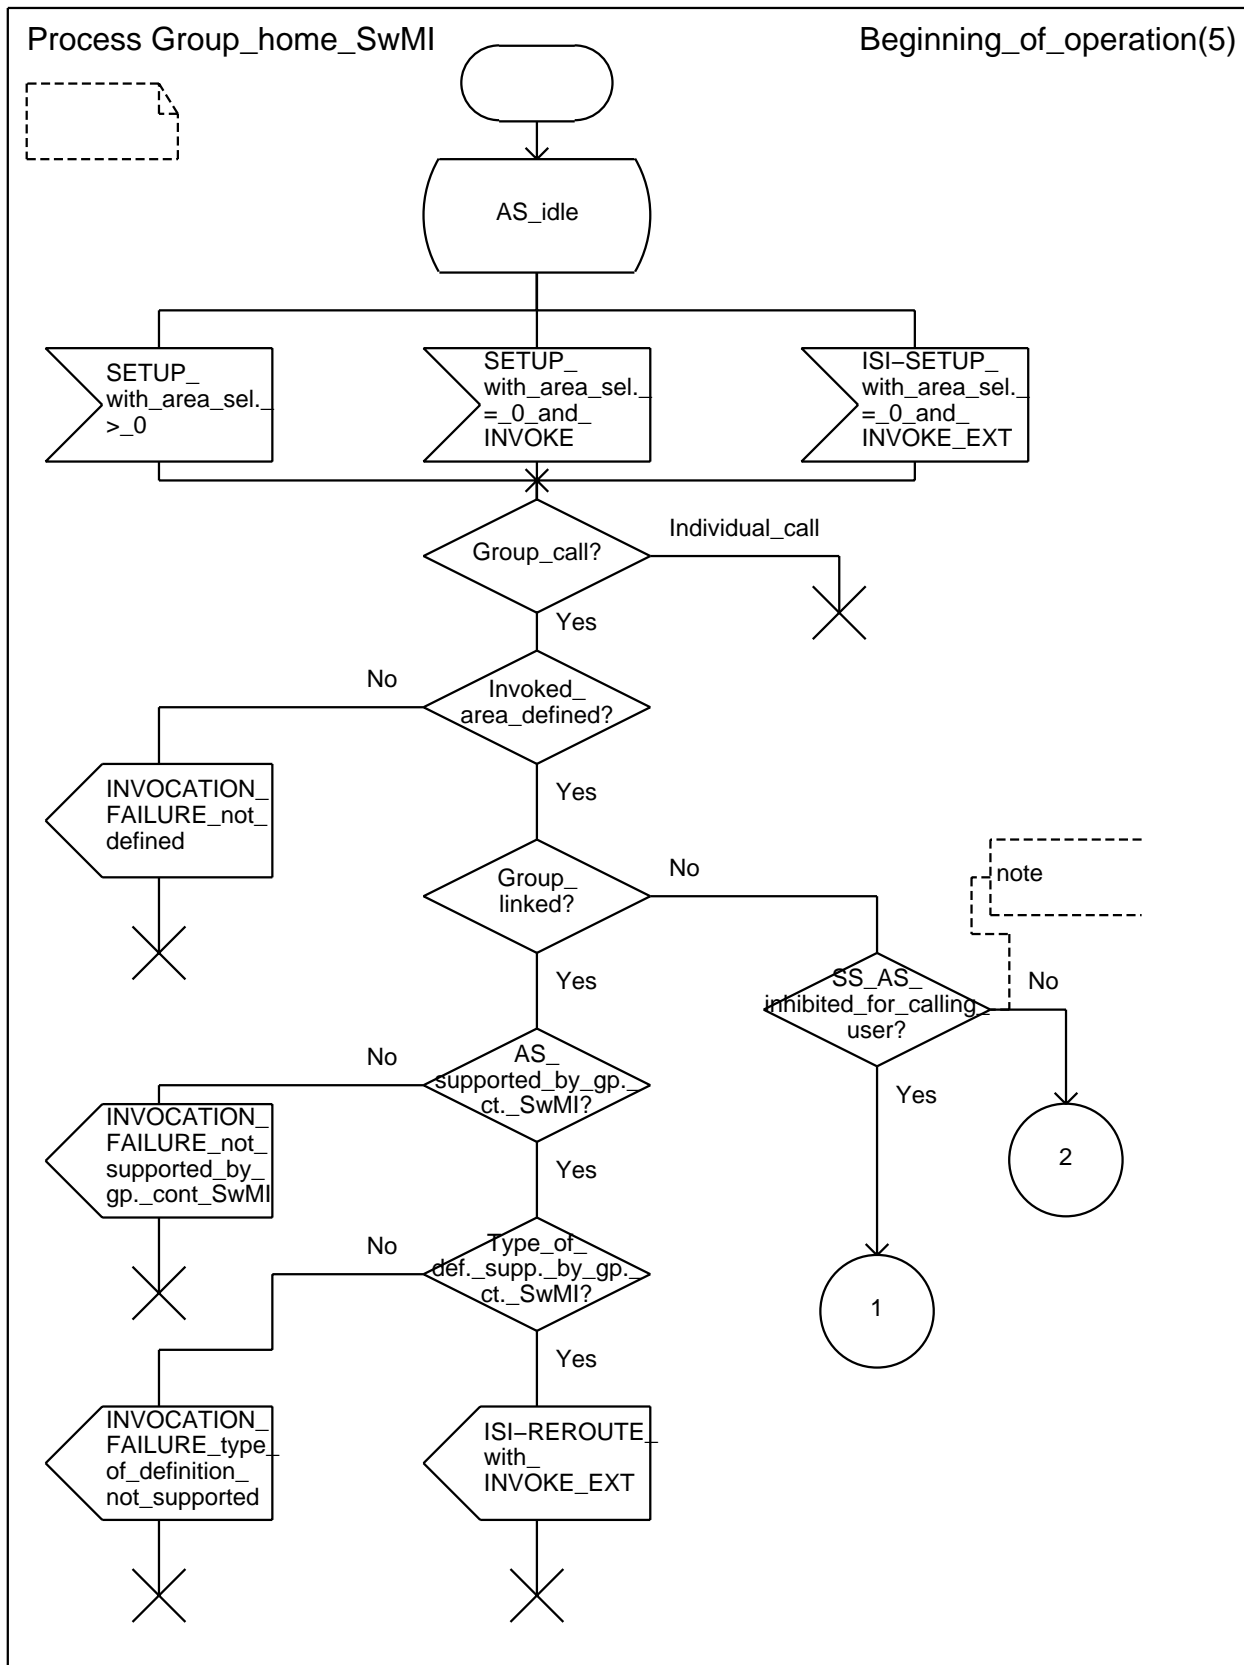 Process Group_home_SwMI
Beginning_of_operation(5)
AS_idle
SETUP_
with_area_sel._
>_0
SETUP_
with_area_sel._
=_0_and_
INVOKE
ISI–SETUP_
with_area_sel._
=_0_and_
INVOKE_EXT
Group_call?
Individual_call
Yes
No
Invoked_
area_defined?
INVOCATION_
FAILURE_not_
defined
Yes
Group_
linked?
No
note
Yes
SS_AS_
inhibited_for_calling_
user?
No
No
AS_
supported_by_gp._
ct._SwMI?
Yes
INVOCATION_
FAILURE_not_
supported_by_
gp._cont_SwMI
Yes
2
No
Type_of_
def._supp._by_gp._
ct._SwMI?
1
Yes
INVOCATION_
FAILURE_type_
of_definition_
not_supported
ISI–REROUTE_
with_
INVOKE_EXT